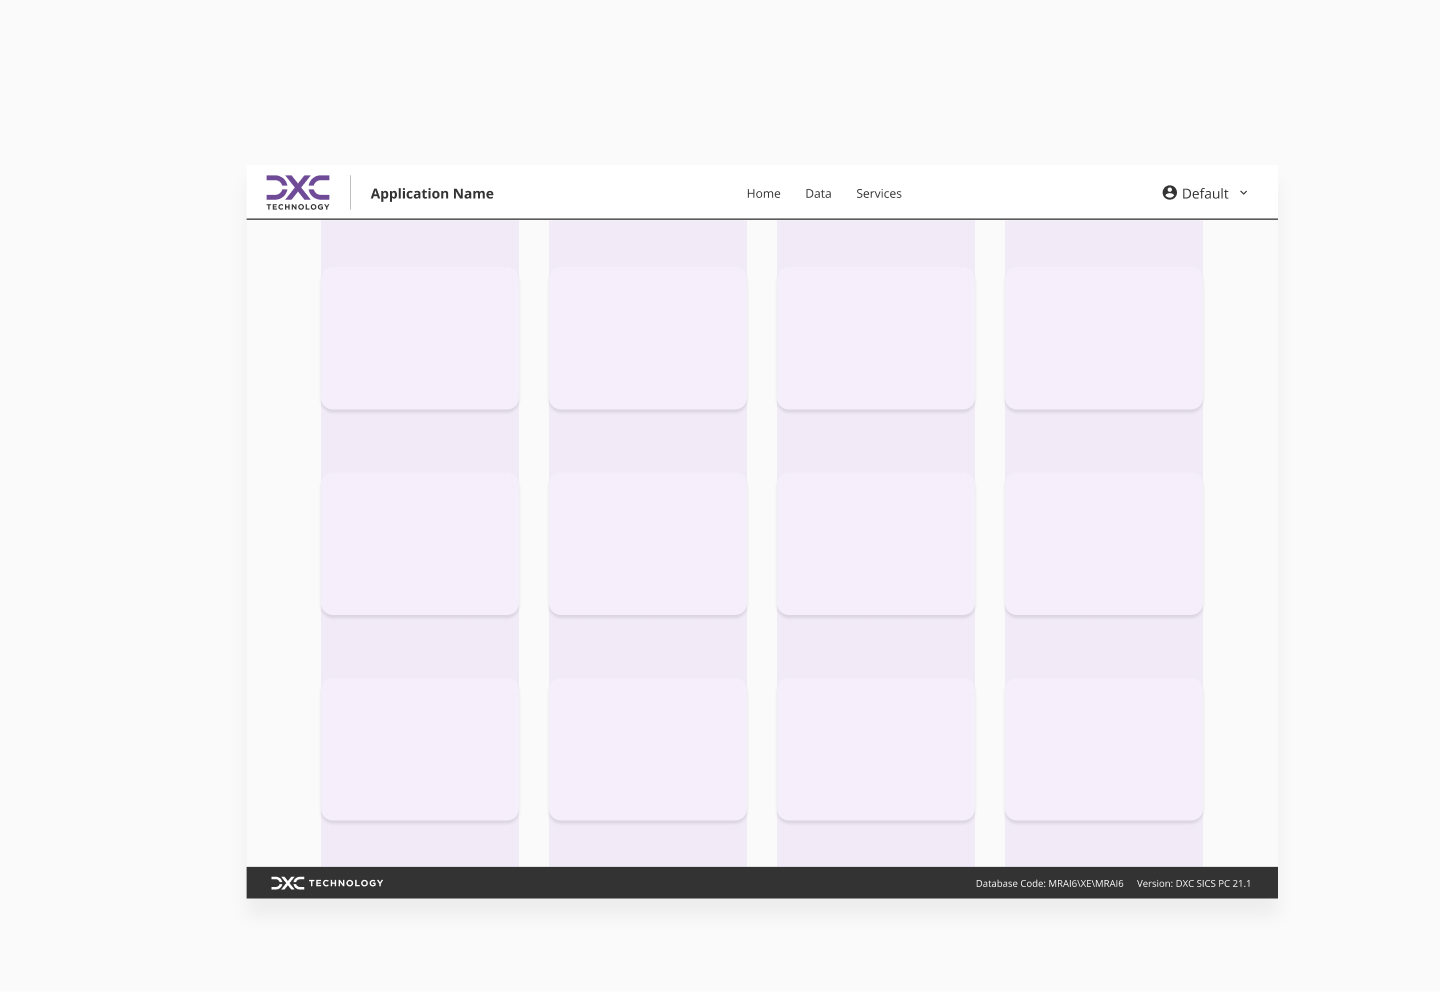 DXC
TECHNOLOGY
Application Name
Home Data Services
Default
DXC TECHNOLOGY
Database Code: MRAI6\XE\MRAI6 Version: DXC SICS PC 21.1